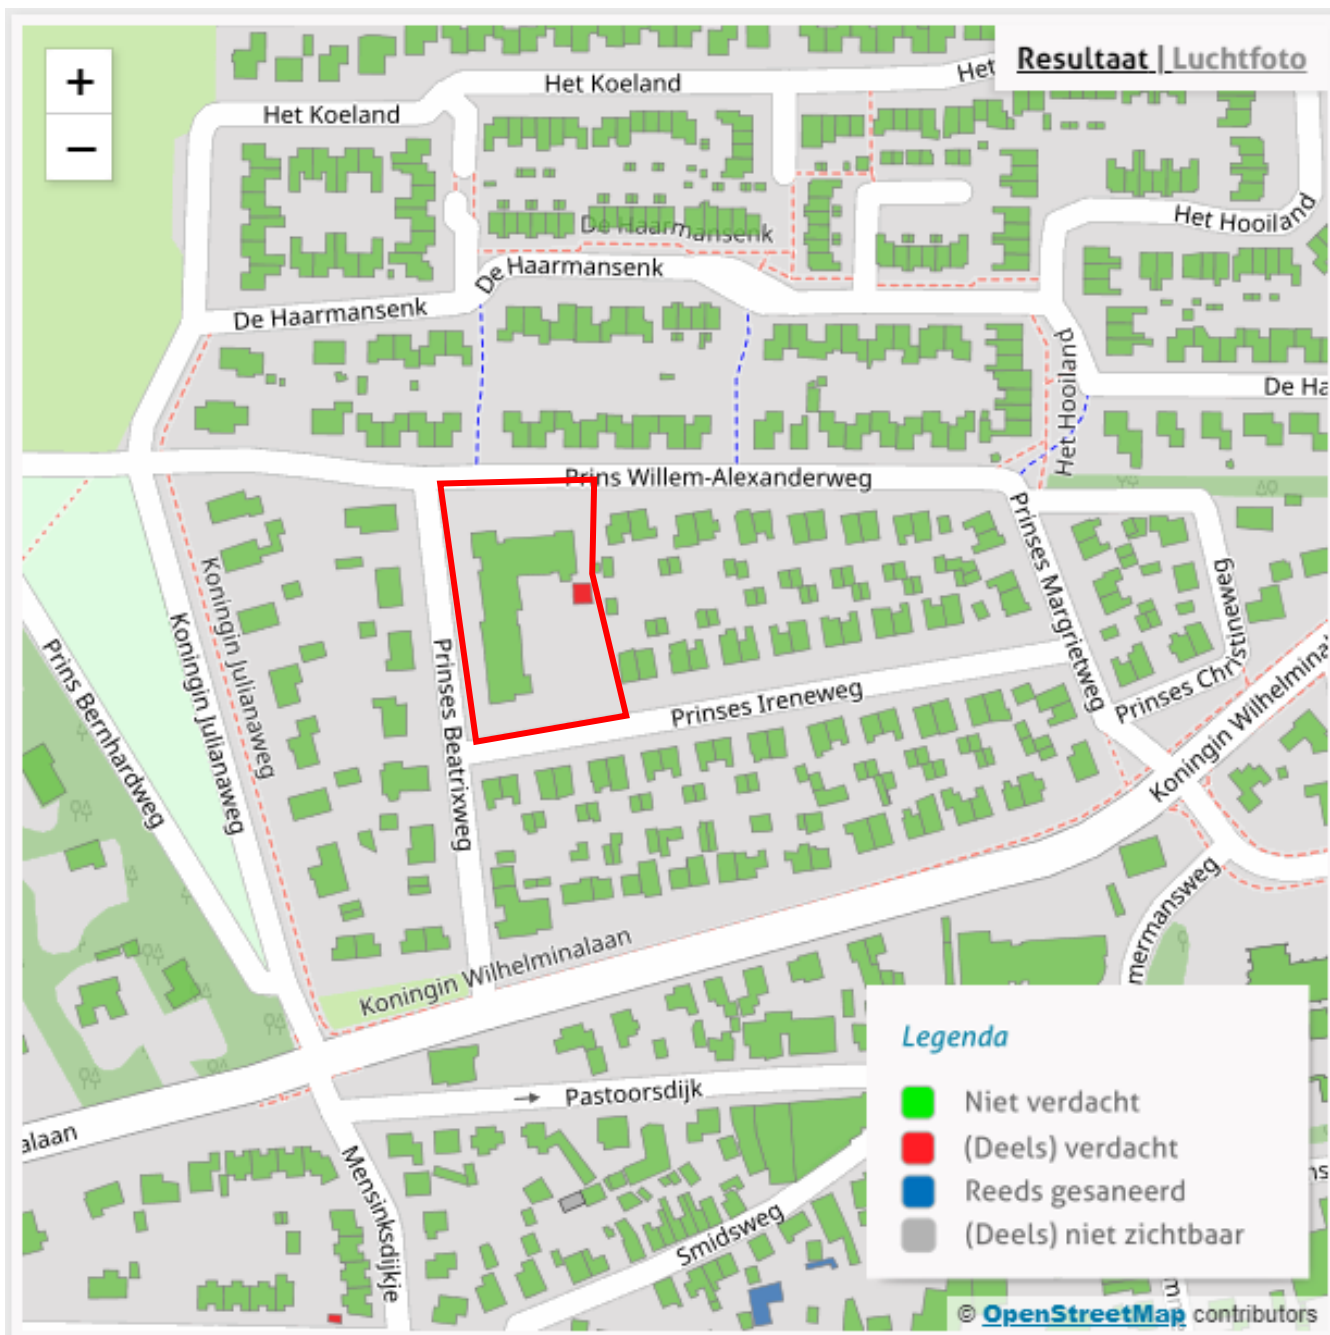 +
−
Resultaat | Luchtfoto
Het Koeland
Het
Het Koeland
De Haarmansenk
Het Hooiland
De Haarmansenk
De Haarmansenk
Het Hooiland
De Ha
Prins Willem-Alexanderweg
Koningin Julianaweg
Koningin Julianaweg
Prins Bernhardweg
Prinses Beatrixweg
Prinses Ireneweg
Prinses Margrietweg
Prinses Christineweg
Koningin Wilhelmina
Koningin Wilhelminalaan
alaan
Pastoorsdijk
Mensinksdijkje
Smidsweg
mermansweg
Legenda
Niet verdacht
(Deels) verdacht
Reeds gesaneerd
(Deels) niet zichtbaar
© OpenStreetMap contributors